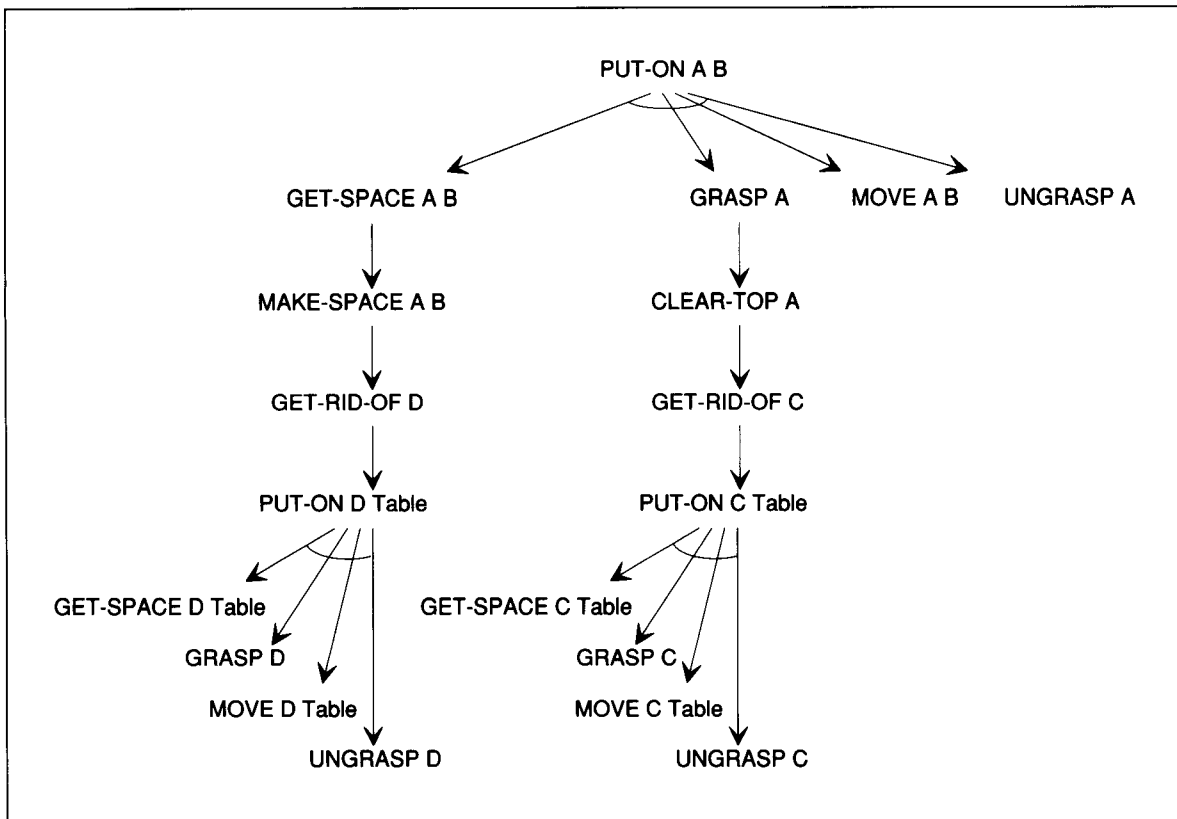 PUT-ON A B
GET-SPACE A B GRASP A MOVE A B UNGRASP A
MAKE-SPACE A B CLEAR-TOP A
GET-RID-OF D GET-RID-OF C
PUT-ON D Table PUT-ON C Table
GET-SPACE D Table GET-SPACE C Table
GRASP D GRASP C
MOVE D Table MOVE C Table
UNGRASP D UNGRASP C